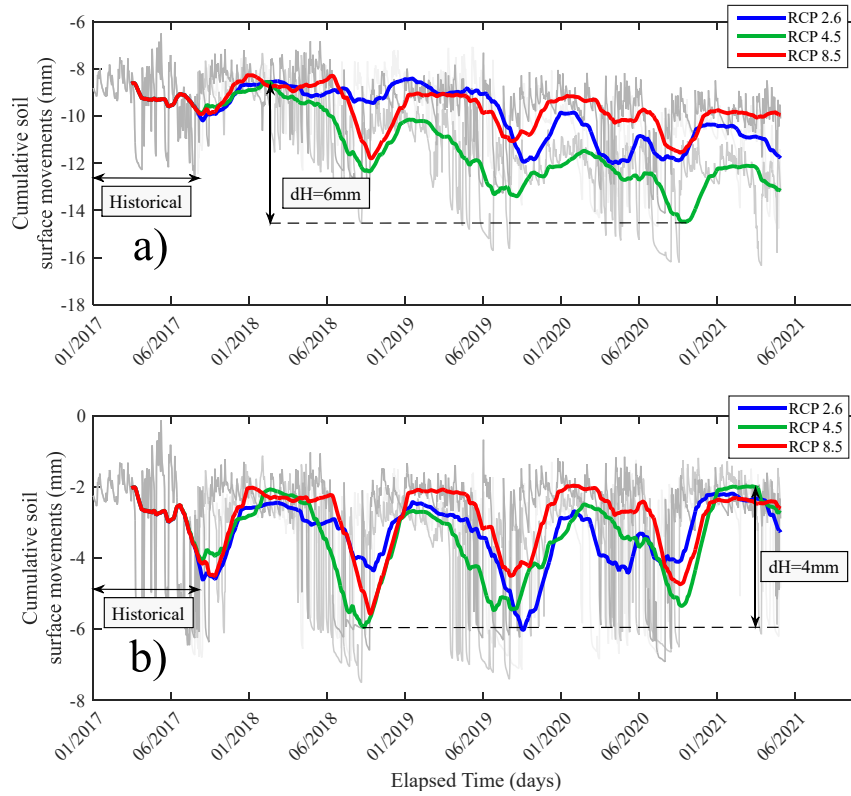 -6
-8
-10
-12
-14
-16
-18
Cumulative soil
surface movements (mm)
RCP 2.6
RCP 4.5
RCP 8.5
Historical
dH=6mm
a)
01/2017
06/2017
01/2018
06/2018
01/2019
06/2019
01/2020
06/2020
01/2021
06/2021
0
-2
-4
-6
-8
Cumulative soil
surface movements (mm)
RCP 2.6
RCP 4.5
RCP 8.5
Historical
dH=4mm
b)
01/2017
06/2017
01/2018
06/2018
01/2019
06/2019
01/2020
06/2020
01/2021
06/2021
Elapsed Time (days)